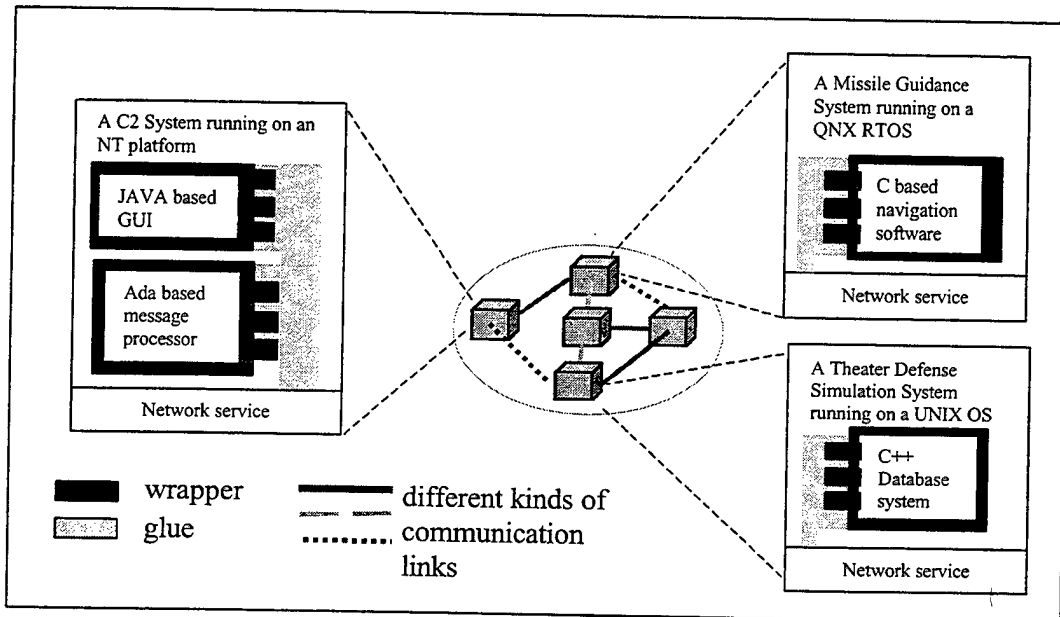 A C2 System running on an
NT platform
JAVA based
GUI
Ada based
message
processor
Network service
A Missile Guidance
System running on a
QNX RTOS
C based
navigation
software
Network service
A Theater Defense
Simulation System
running on a UNIX OS
C++
Database
system
Network service
wrapper
glue
different kinds of
communication
links